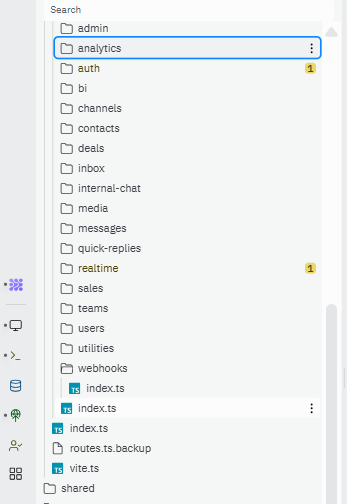 Search
admin
analytics
auth 1
bi
channels
contacts
deals
inbox
internal-chat
media
messages
quick-replies
realtime 1
sales
teams
users
utilities
webhooks
TS index.ts
TS index.ts
TS index.ts
routes.ts.backup
TS vite.ts
shared